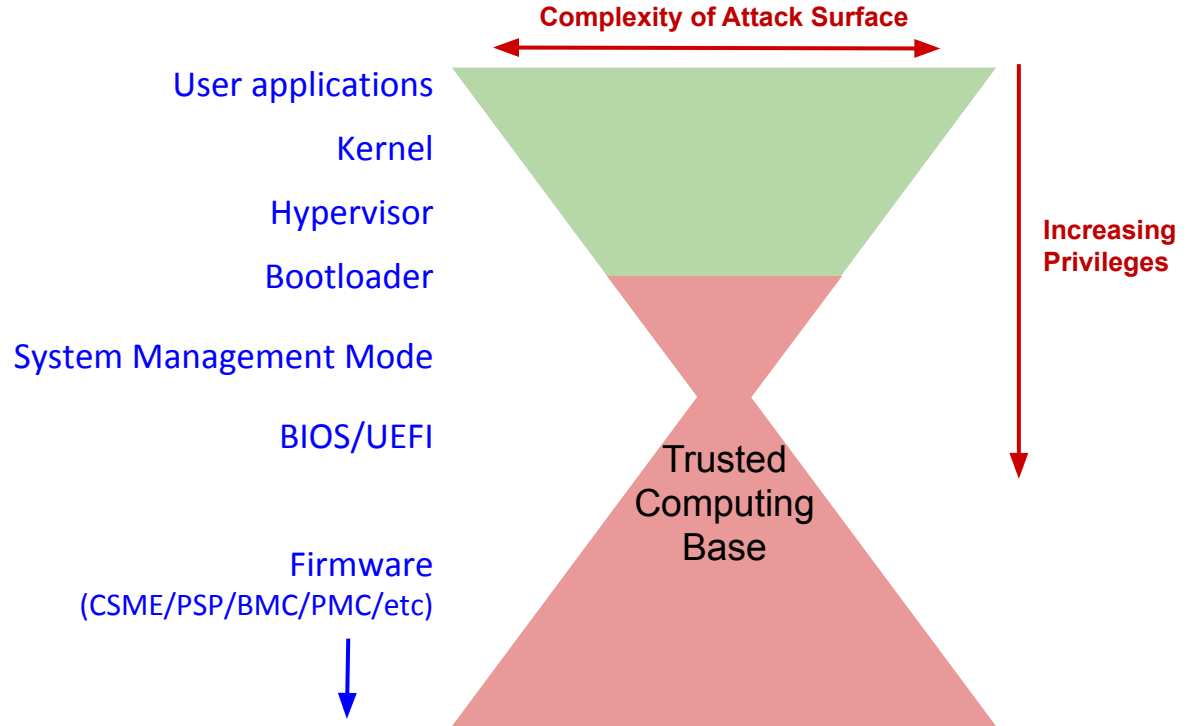 Complexity of Attack Surface
User applications
Kernel
Hypervisor
Bootloader
System Management Mode
BIOS/UEFI
Firmware
(CSME/PSP/BMC/PMC/etc)
Increasing
Privileges
Trusted
Computing
Base